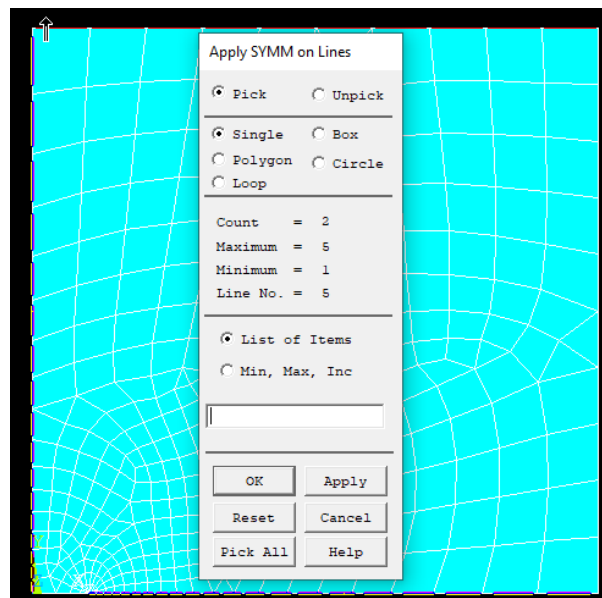 Apply SYMM on Lines
Pick Unpick
Single Box
Polygon Circle
Loop
Count = 2
Maximum = 5
Minimum = 1
Line No. = 5
List of Items
Min, Max, Inc
OK Apply
Reset Cancel
Pick All Help